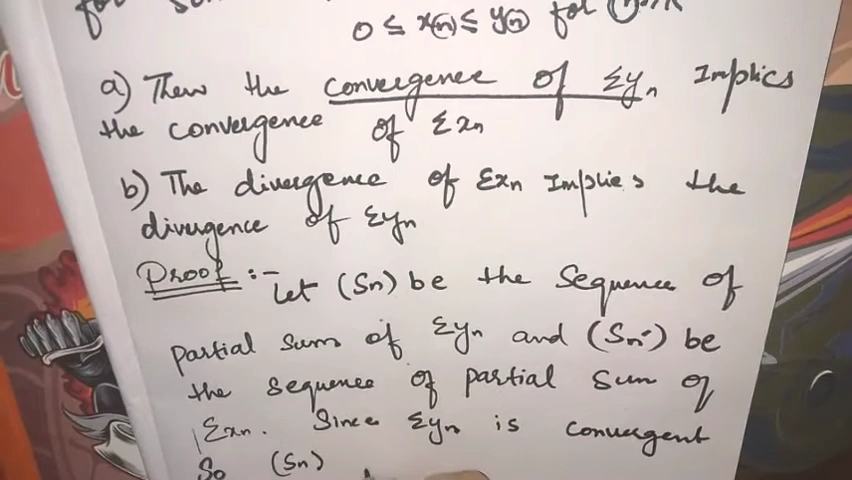 for
0 ≤ x(n) ≤ y(n) for
a) Then the convergence of Σyn Implies
the convergence of Σxn
b) The divergence of Σxn Implies the
divergence of Σyn
Proof :- Let (Sn) be the sequence of
partial sum of Σyn and (Sn') be
the sequence of partial sum of
Σxn. Since Σyn is convergent
So (Sn)